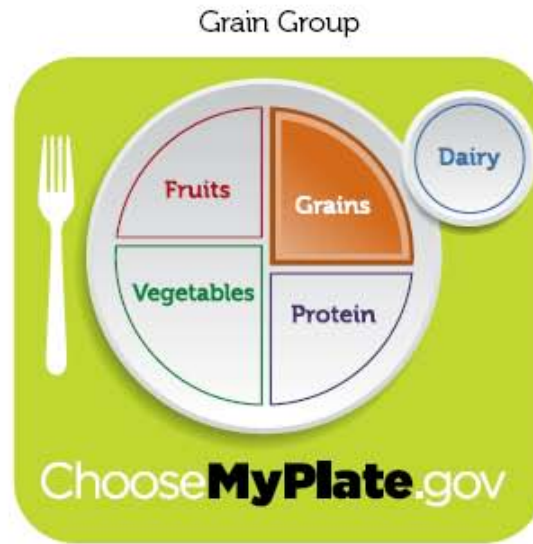 Grain Group
Fruits
Grains
Dairy
Vegetables
Protein
ChooseMyPlate.gov